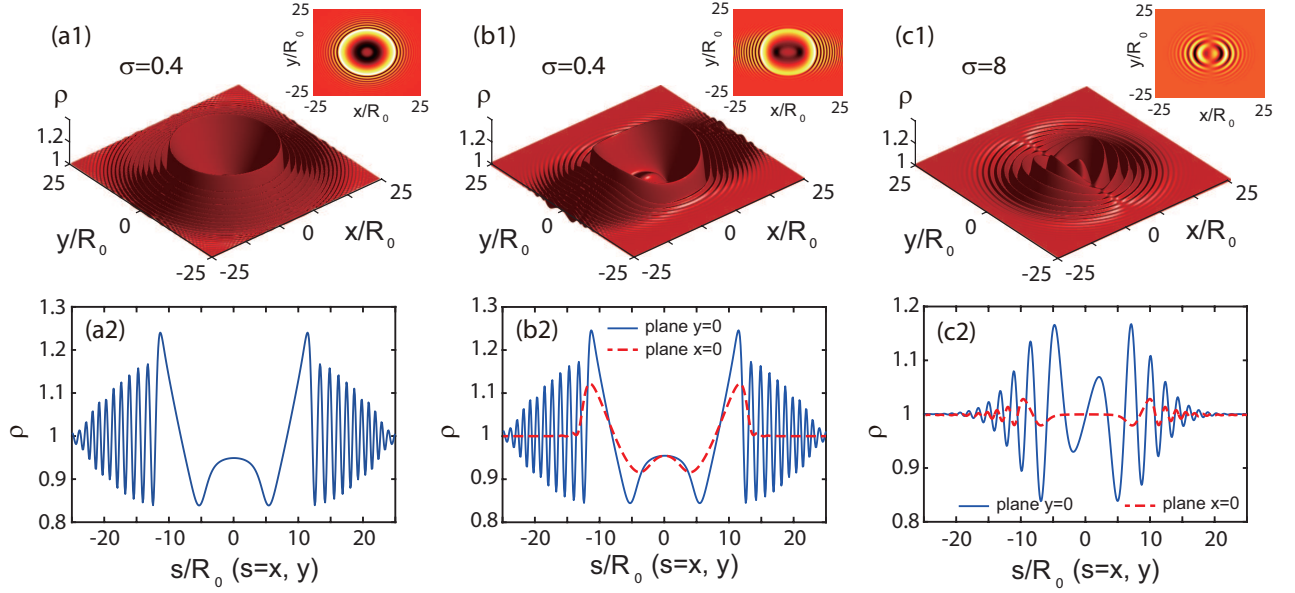 (a1)
σ=0.4
ρ
1.2
1
25
0
-25
y/R0
-25
0
25
x/R0
25
y/R0
-25
-25
x/R0
25
(b1)
σ=0.4
ρ
1.2
1
25
0
-25
y/R0
-25
0
25
x/R0
25
y/R0
-25
-25
x/R0
25
(c1)
σ=8
ρ
1.2
1
25
0
-25
y/R0
-25
0
25
x/R0
25
y/R0
-25
-25
x/R0
25
(a2)
1.3
1.2
1.1
1
0.9
0.8
ρ
-20 -10 0 10 20
s/R0 (s=x, y)
(b2)
plane y=0
plane x=0
1.3
1.2
1.1
1
0.9
0.8
ρ
-20 -10 0 10 20
s/R0 (s=x, y)
(c2)
1.2
1.1
1
0.9
0.8
ρ
plane y=0 plane x=0
-20 -10 0 10 20
s/R0 (s=x, y)